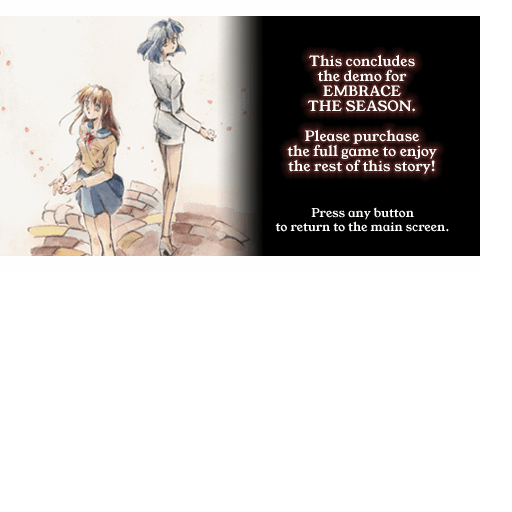 This concludes
the demo for
EMBRACE
THE SEASON.
Please purchase
the full game to enjoy
the rest of this story!
Press any button
to return to the main screen.